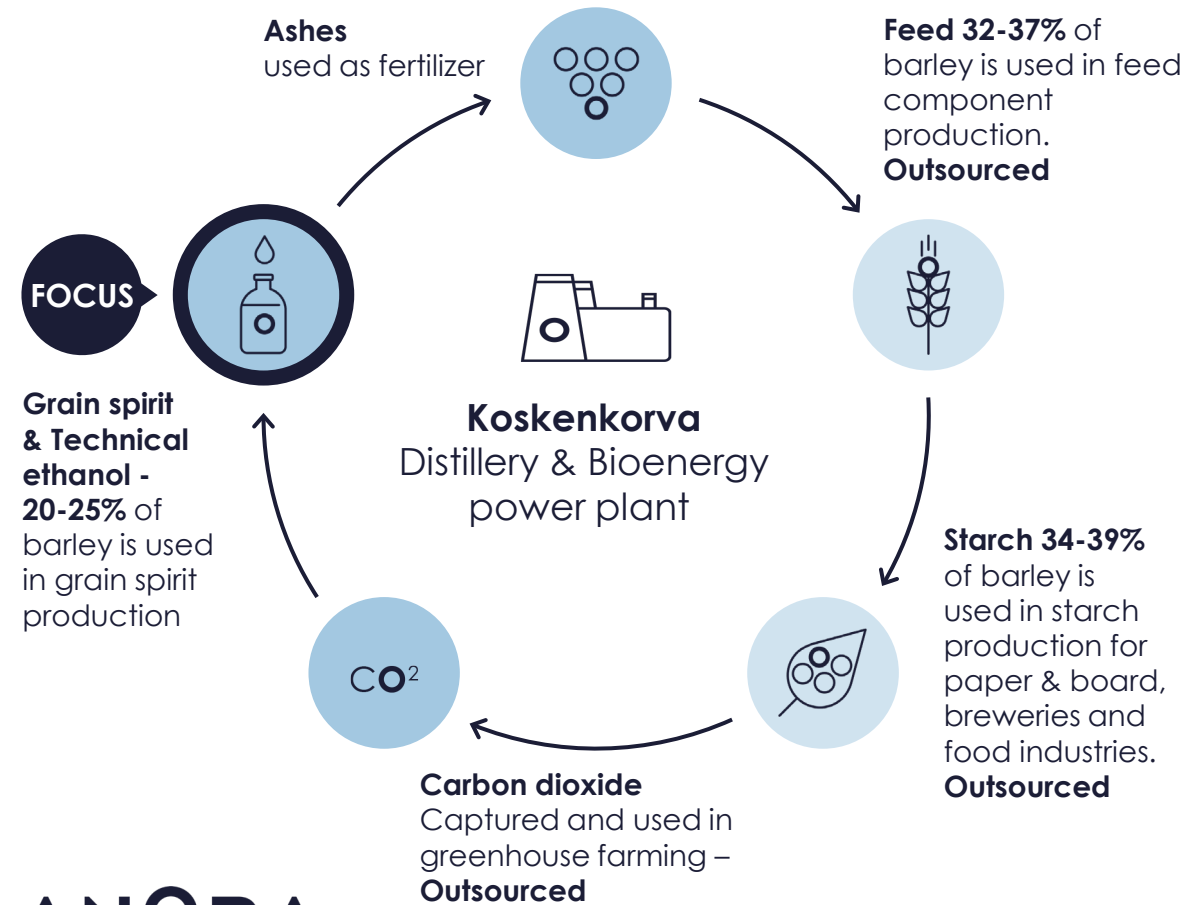 Ashes
used as fertilizer
Feed 32-37% of
barley is used in feed
component
production.
Outsourced
FOCUS
Grain spirit
& Technical
ethanol -
20-25% of
barley is used
in grain spirit
production
Koskenkorva
Distillery & Bioenergy
power plant
Starch 34-39%
of barley is
used in starch
production for
paper & board,
breweries and
food industries.
Outsourced
CO²
Carbon dioxide
Captured and used in
greenhouse farming –
Outsourced
ANORA